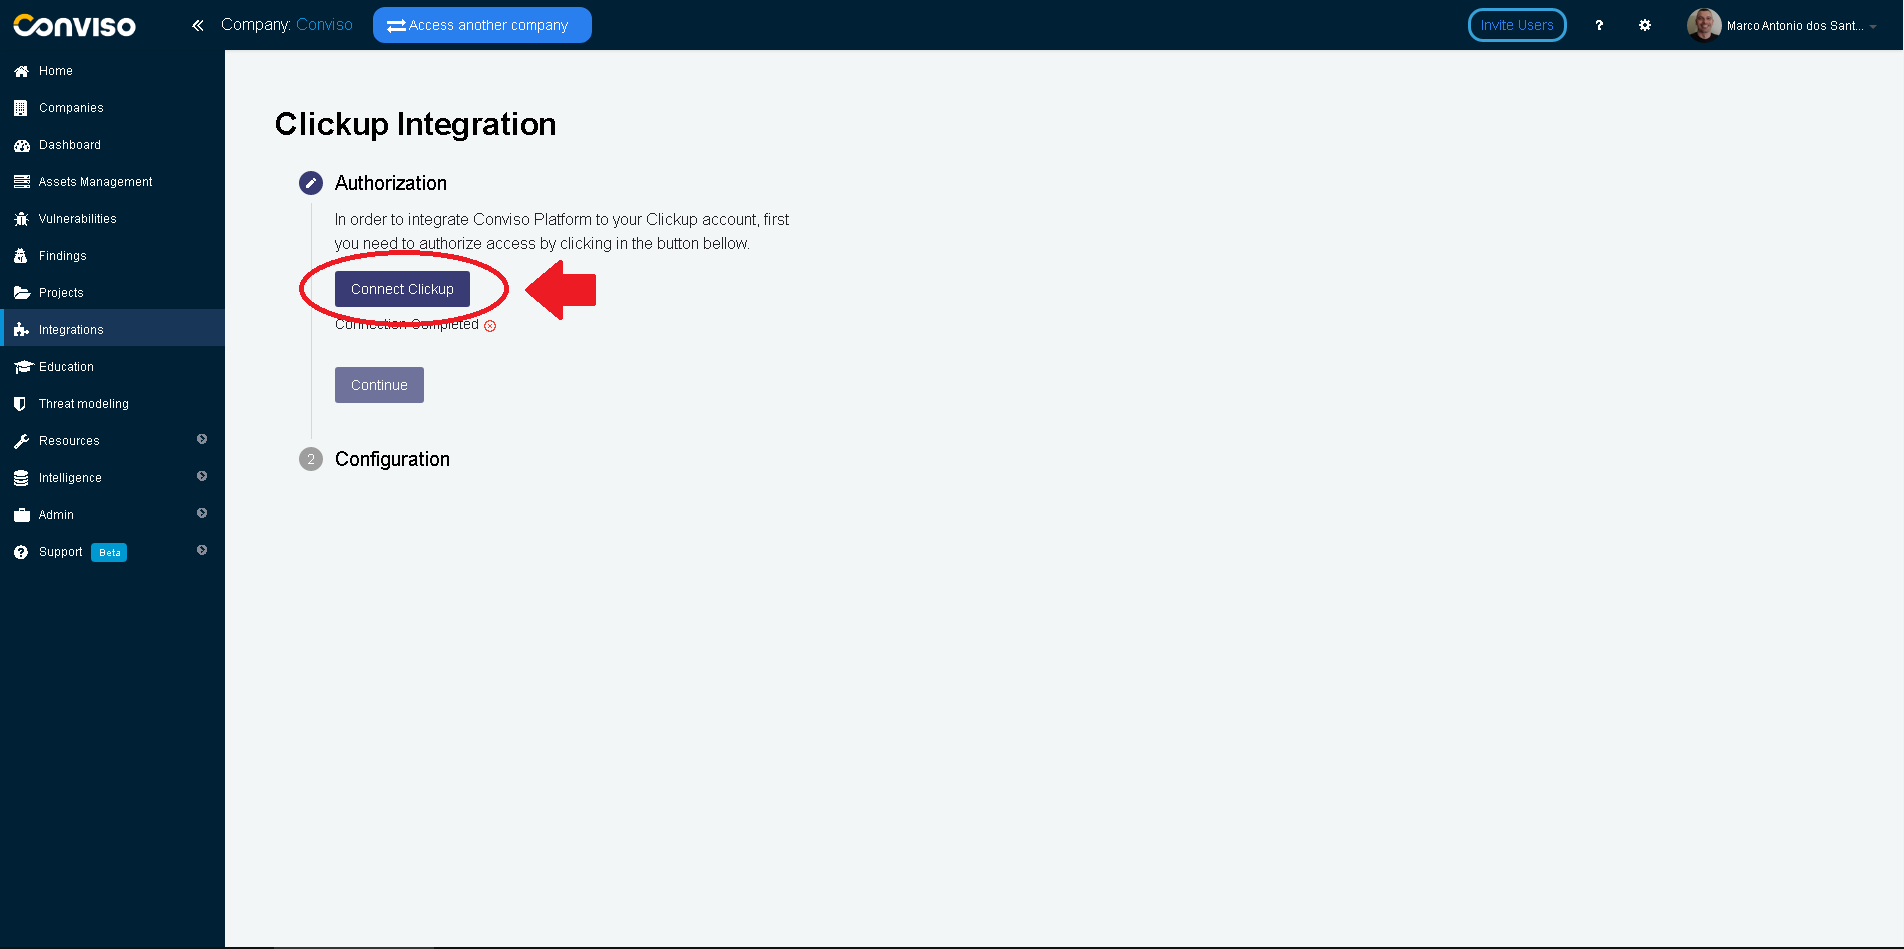 Conviso
Company: Conviso
Access another company
Invite Users
?
Marco Antonio dos Sant...
Home
Companies
Dashboard
Assets Management
Vulnerabilities
Findings
Projects
Integrations
Education
Threat modeling
Resources
Intelligence
Admin
Support Beta
Clickup Integration
Authorization
In order to integrate Conviso Platform to your Clickup account, first
you need to authorize access by clicking in the button bellow.
Connect Clickup
Connection Completed
Continue
2 Configuration